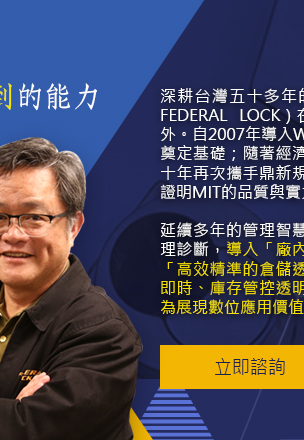 到的能力
深耕台灣五十多年的
FEDERAL LOCK）在
外。自2007年導入W
奠定基礎；隨著經濟
十年再次攜手鼎新規
證明MIT的品質與實
延續多年的管理智慧
理診斷，導入「廠內
「高效精準的倉儲透
即時、庫存管控透明
為展現數位應用價值
立即諮詢